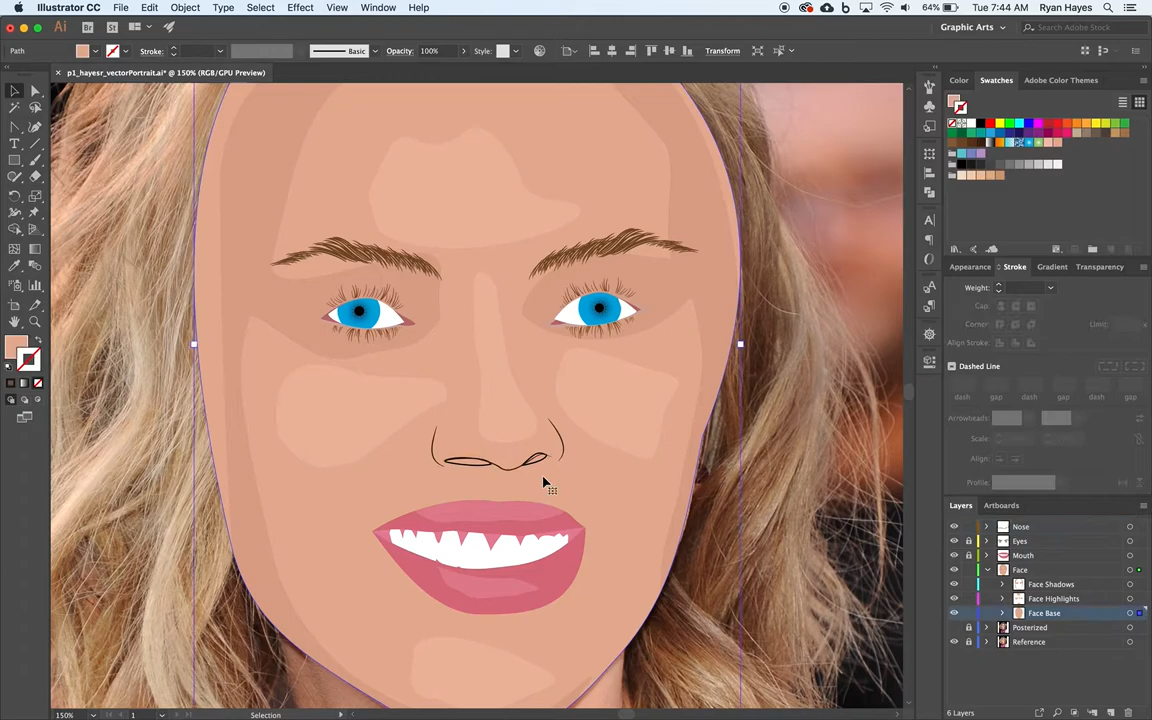 Illustrator CC File Edit Object Type Select Effect View Window Help 64% Tue 7:44 AM Ryan Hayes
Ai Br St Graphic Arts Search Adobe Stock
Path Stroke: Basic Opacity: 100% Style: Transform
p1_hayesr_vectorPortrait.ai* @ 150% (RGB/GPU Preview)
Color Swatches Adobe Color Themes
Appearance Stroke Gradient Transparency
Weight:
Cap:
Corner: Limit:
Align Stroke:
Dashed Line
dash gap dash gap dash gap
Arrowheads:
Scale:
Align:
Profile:
Layers Artboards
Nose
Eyes
Mouth
Face
Face Shadows
Face Highlights
Face Base
Posterized
Reference
150% 1 Selection 6 Layers